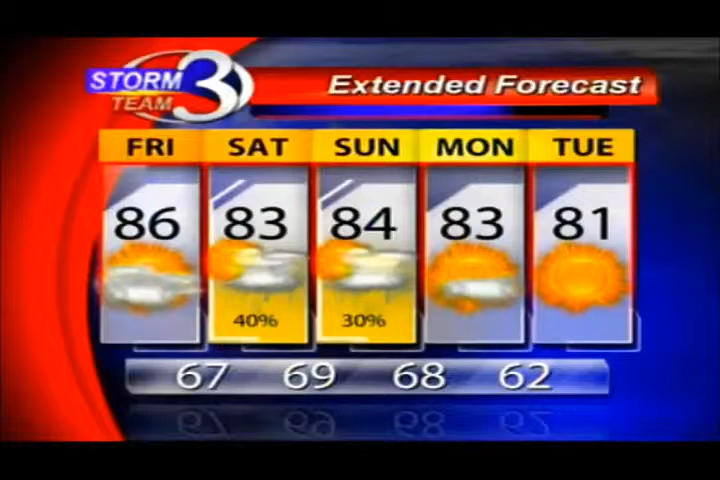 STORM
TEAM
3
Extended Forecast
FRI SAT SUN MON TUE
86 83 84 83 81
40% 30%
67 69 68 62